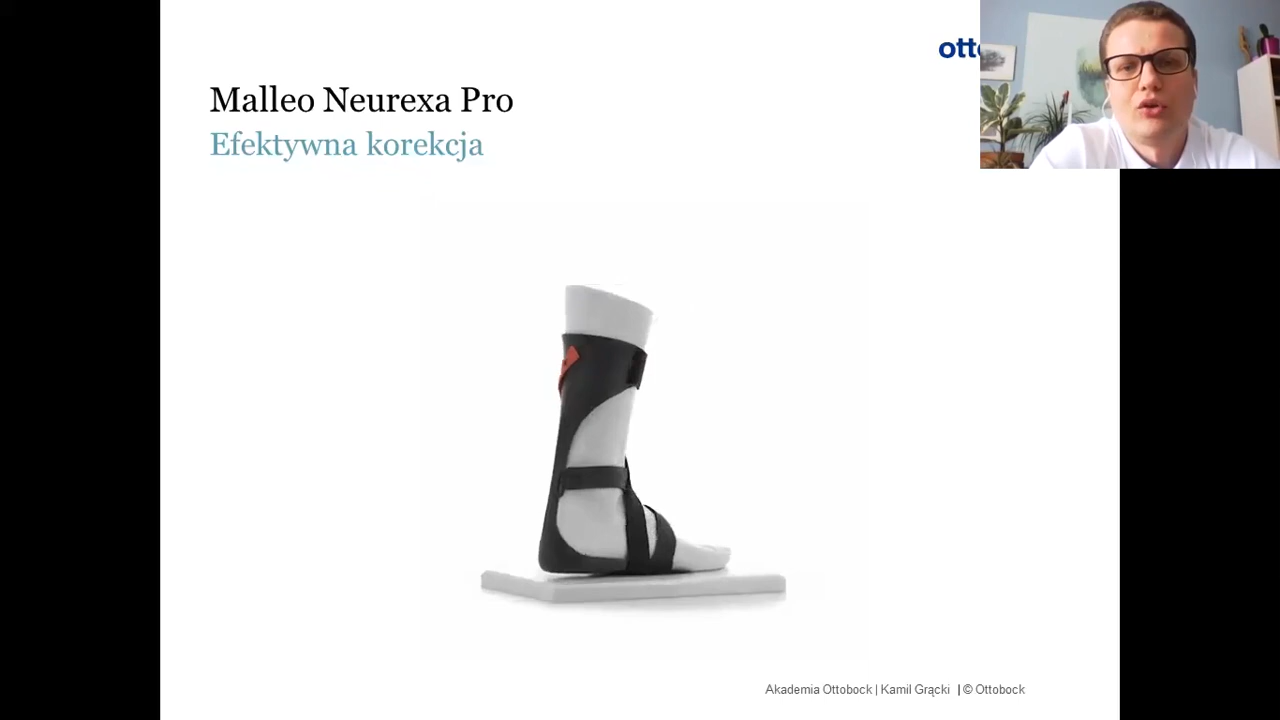 Malleo Neurexa Pro
Efektywna korekcja
Akademia Ottobock | Kamil Grącki | © Ottobock